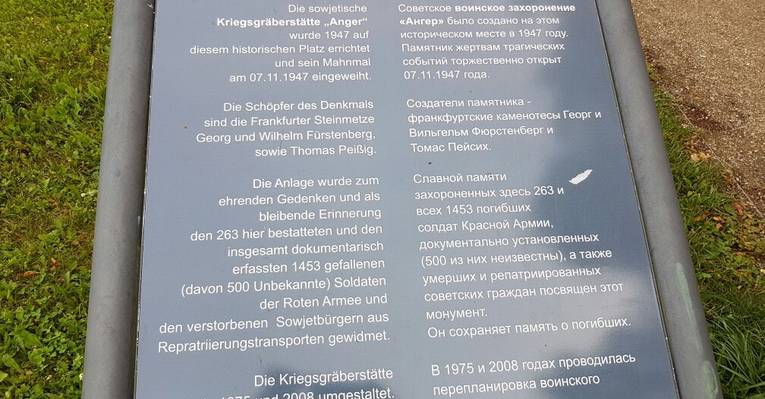 Die sowjetische
Kriegsgräberstätte „Anger“
wurde 1947 auf
diesem historischen Platz errichtet
und sein Mahnmal
am 07.11.1947 eingeweiht.
Die Schöpfer des Denkmals
sind die Frankfurter Steinmetze
Georg und Wilhelm Fürstenberg,
sowie Thomas Peißig.
Die Anlage wurde zum
ehrenden Gedenken und als
bleibende Erinnerung
den 263 hier bestatteten und den
insgesamt dokumentarisch
erfassten 1453 gefallenen
(davon 500 Unbekannte) Soldaten
der Roten Armee und
den verstorbenen Sowjetbürgern aus
Repratriierungstransporten gewidmet.
Die Kriegsgräberstätte
1975 und 2008 umgestaltet.
Советское воинское захоронение
«Ангер» было создано на этом
историческом месте в 1947 году.
Памятник жертвам трагических
событий торжественно открыт
07.11.1947 года.
Создатели памятника -
франкфуртские каменотесы Георг и
Вильгельм Фюрстенберг и
Томас Пейсих.
Славной памяти
захороненных здесь 263 и
всех 1453 погибших
солдат Красной Армии,
документально установленных
(500 из них неизвестны), а также
умерших и репатриированных
советских граждан посвящен этот
монумент.
Он сохраняет память о погибших.
В 1975 и 2008 годах проводилась
перепланировка воинского